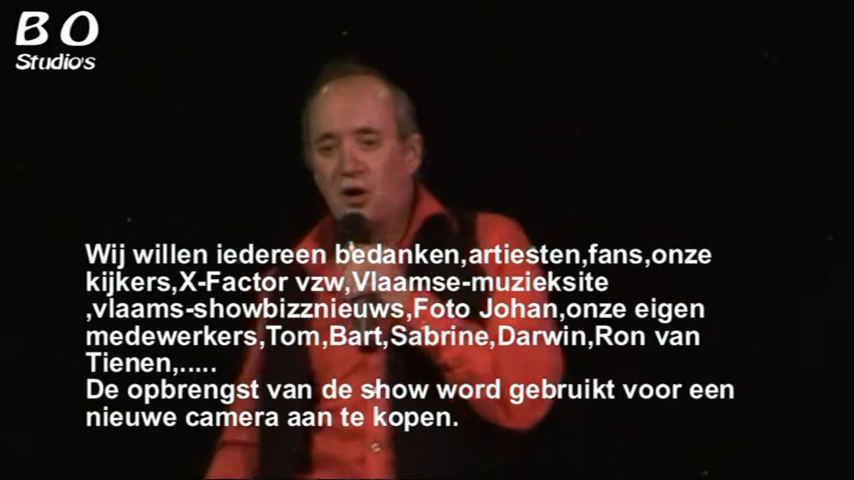 B O
Studio's
Wij willen iedereen bedanken,artiesten,fans,onze
kijkers,X-Factor vzw,Vlaamse-muzieksite
,vlaams-showbizznieuws,Foto Johan,onze eigen
medewerkers,Tom,Bart,Sabrine,Darwin,Ron van
Tienen,.....
De opbrengst van de show word gebruikt voor een
nieuwe camera aan te kopen.